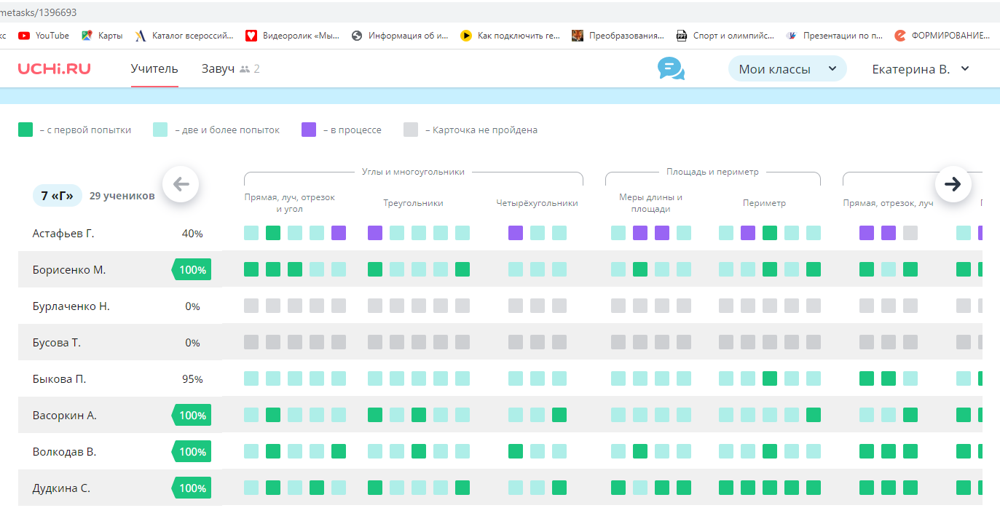 metasks/1396693
кс YouTube Карты Каталог всероссий... Видеоролик «Мы... Информация об и... Как подключить ге... Преобразования... Спорт и олимпийс... Презентации по п... ФОРМИРОВАНИЕ...
UCHi.RU Учитель Завуч 2 Мои классы Екатерина В.
– с первой попытки – две и более попыток – в процессе – Карточка не пройдена
Углы и многоугольники Площадь и периметр
7 «Г» 29 учеников
Прямая, луч, отрезок и угол Треугольники Четырёхугольники Меры длины и площади Периметр Прямая, отрезок, луч
Астафьев Г. 40%
Борисенко М. 100%
Бурлаченко Н. 0%
Бусова Т. 0%
Быкова П. 95%
Васоркин А. 100%
Волкодав В. 100%
Дудкина С. 100%